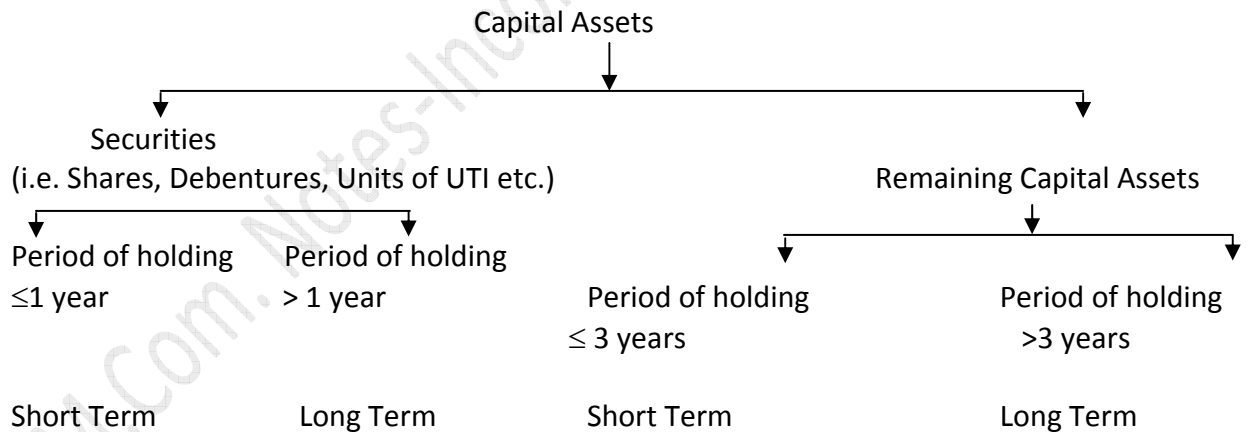 Capital Assets
Securities
(i.e. Shares, Debentures, Units of UTI etc.) Remaining Capital Assets
Period of holding Period of holding
≤1 year > 1 year Period of holding Period of holding
≤ 3 years >3 years
Short Term Long Term Short Term Long Term
Com. Notes-